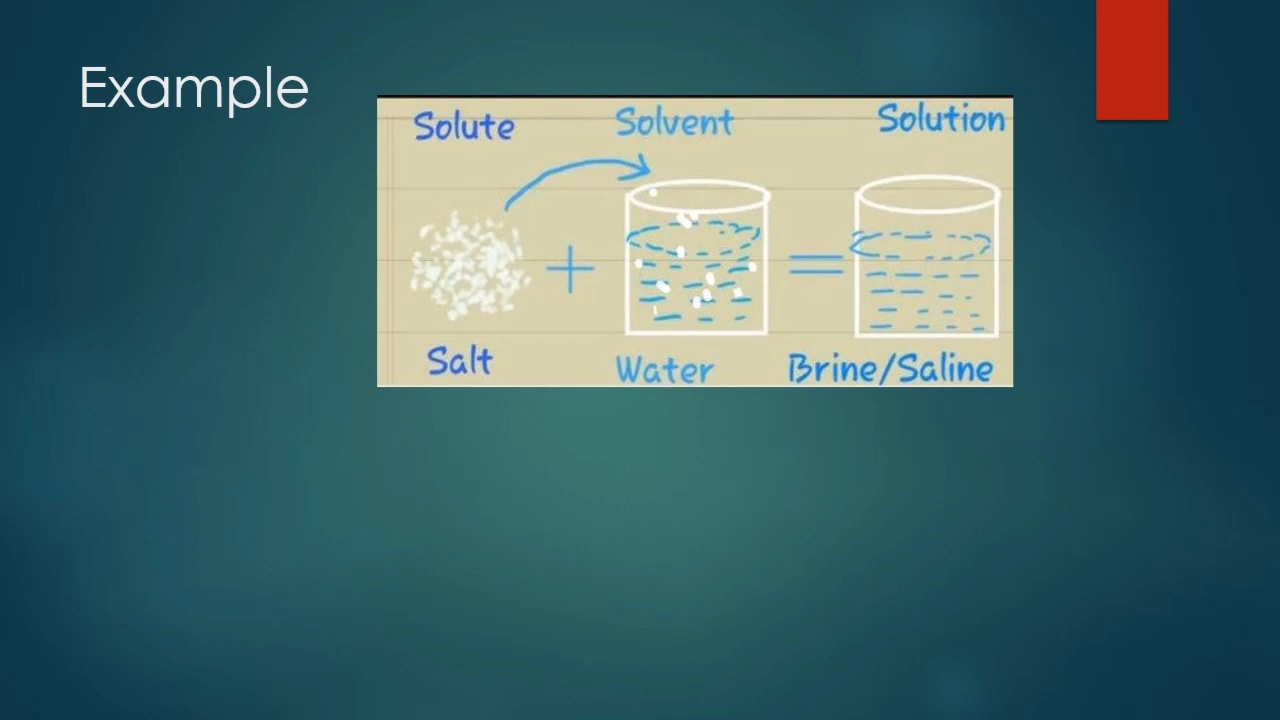 Example
Solute Solvent Solution
+ =
Salt Water Brine/Saline